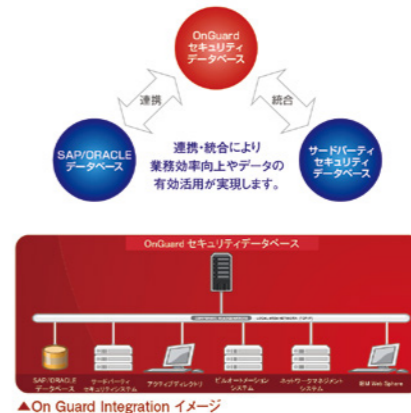 OnGuard
セキュリティ
データベース
連携
統合
SAP/ORACLE
データベース
連携・統合により
業務効率向上やデータの
有効活用が実現します。
サードパーティ
セキュリティ
データベース
OnGuard セキュリティデータベース
SAP/ORACLE
データベース
サードパーティ
セキュリティシステム
アクティブディレクトリ
ビルオートメーション
システム
ネットワークマネジメント
システム
IBM Web Sphere
▲On Guard Integration イメージ